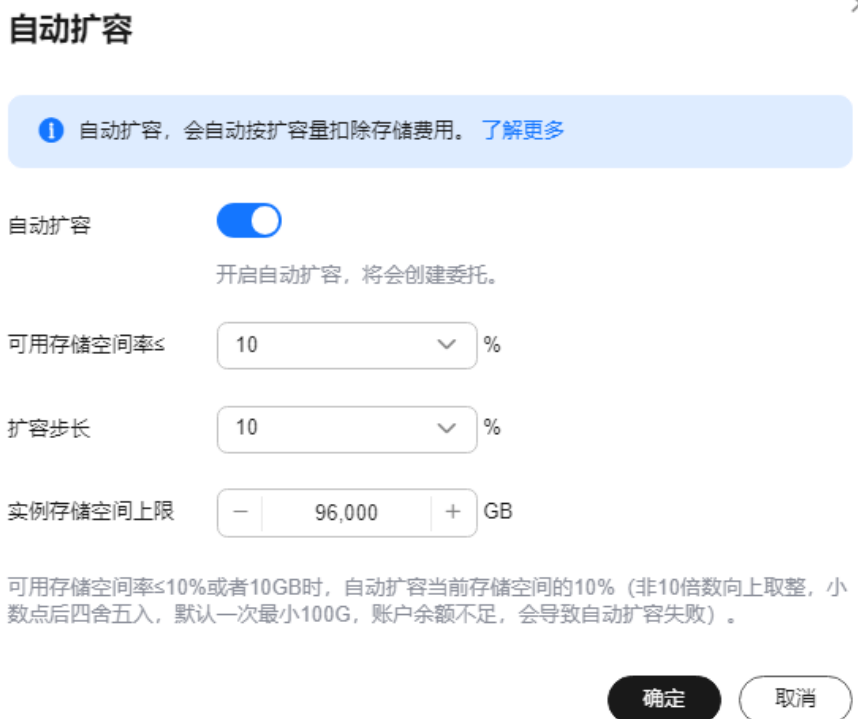 自动扩容
自动扩容，会自动按扩容量扣除存储费用。 了解更多
自动扩容
开启自动扩容，将会创建委托。
可用存储空间率≤ 10 %
扩容步长 10 %
实例存储空间上限 − 96,000 + GB
可用存储空间率≤10%或者10GB时，自动扩容当前存储空间的10%（非10倍数向上取整，小
数点后四舍五入，默认一次最小100G，账户余额不足，会导致自动扩容失败）。
确定 取消